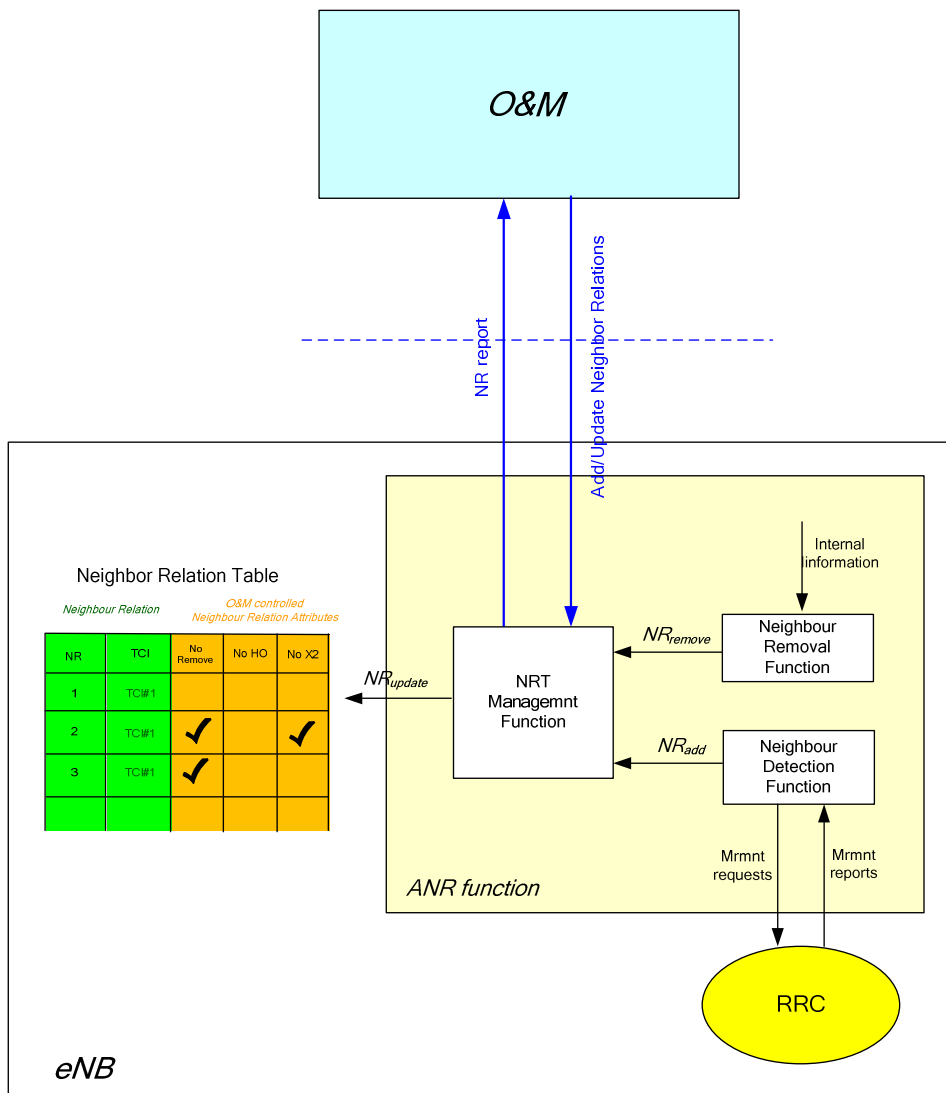 O&M
NR report
Add/Update Neighbor Relations
Neighbor Relation Table
Neighbour Relation
O&M controlled
Neighbour Relation Attributes
NR TCI No Remove No HO No X2
1 TCI#1
2 TCI#1
3 TCI#1
NRupdate
NRT
Managemnt
Function
Internal
Iinformation
NRremove
Neighbour
Removal
Function
NRadd
Neighbour
Detection
Function
Mrmnt
requests
Mrmnt
reports
ANR function
RRC
eNB